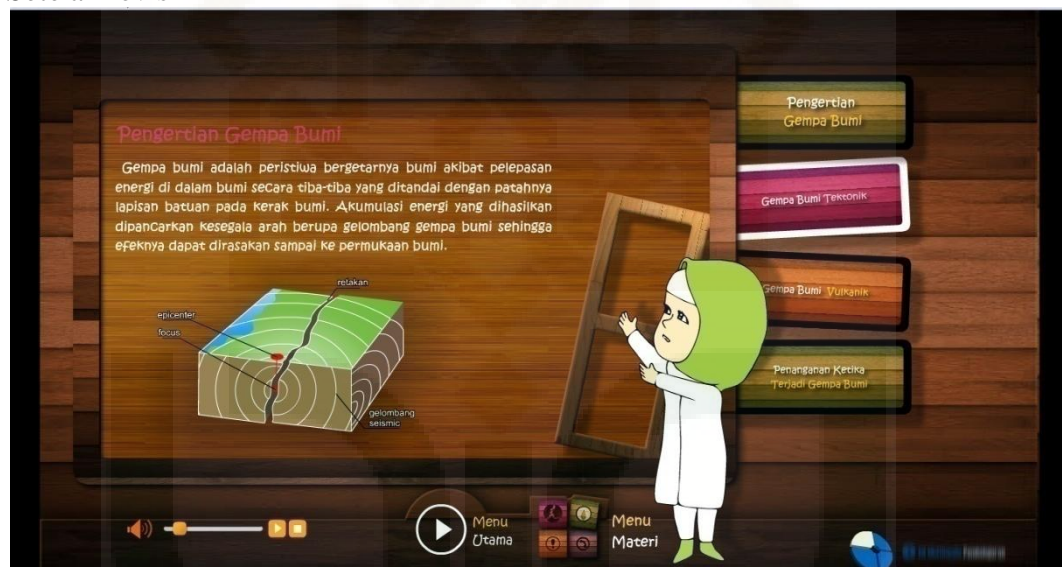 Pengertian Gempa Bumi
Gempa bumi adalah peristiwa bergetarnya bumi akibat pelepasan
energi di dalam bumi secara tiba-tiba yang ditandai dengan patahnya
lapisan batuan pada kerak bumi. Akumulasi energi yang dihasilkan
dipancarkan kesegala arah berupa gelombang gempa bumi sehingga
efeknya dapat dirasakan sampai ke permukaan bumi.
retakan
epicenter
focus
gelombang
seismic
Pengertian
Gempa Bumi
Gempa Bumi Tektonik
Gempa Bumi Vulkanik
Penanganan Ketika
Terjadi Gempa Bumi
Menu
Utama
Menu
Materi